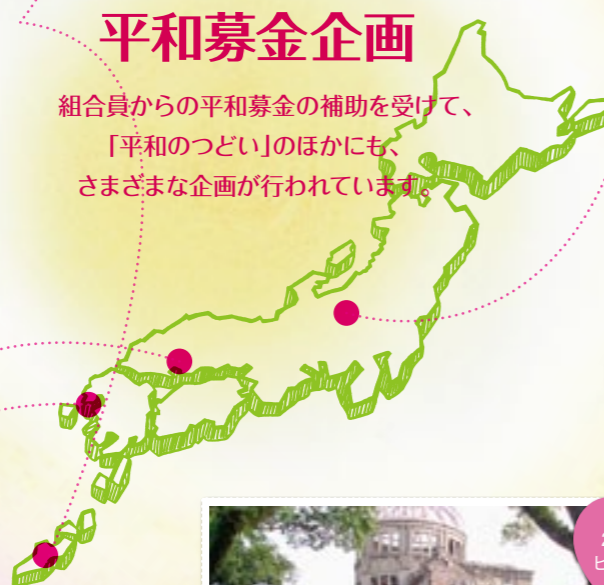 平和募金企画
組合員からの平和募金の補助を受けて、
「平和のつどい」のほかにも、
さまざまな企画が行われています。